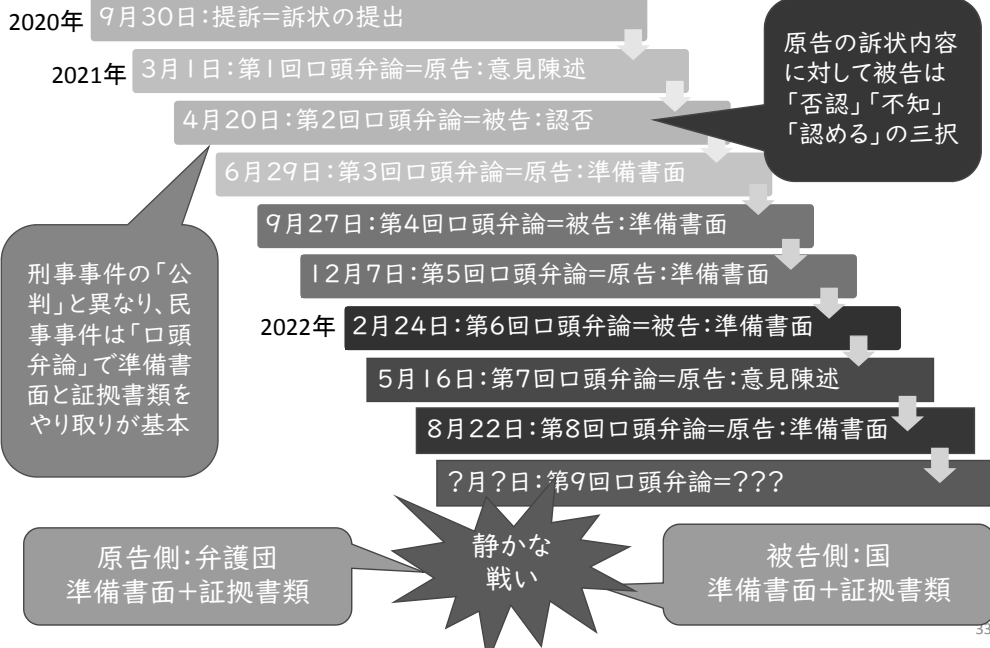 2020年 9月30日:提訴=訴状の提出
2021年 3月1日:第1回口頭弁論=原告:意見陳述
4月20日:第2回口頭弁論=被告:認否
6月29日:第3回口頭弁論=原告:準備書面
9月27日:第4回口頭弁論=被告:準備書面
12月7日:第5回口頭弁論=原告:準備書面
2022年 2月24日:第6回口頭弁論=被告:準備書面
5月16日:第7回口頭弁論=原告:意見陳述
8月22日:第8回口頭弁論=原告:準備書面
?月?日:第9回口頭弁論=???
原告の訴状内容
に対して被告は
「否認」「不知」
「認める」の三択
刑事事件の「公
判」と異なり、民
事事件は「口頭
弁論」で準備書
面と証拠書類を
やり取りが基本
原告側:弁護団
準備書面+証拠書類
静かな
戦い
被告側:国
準備書面+証拠書類
33